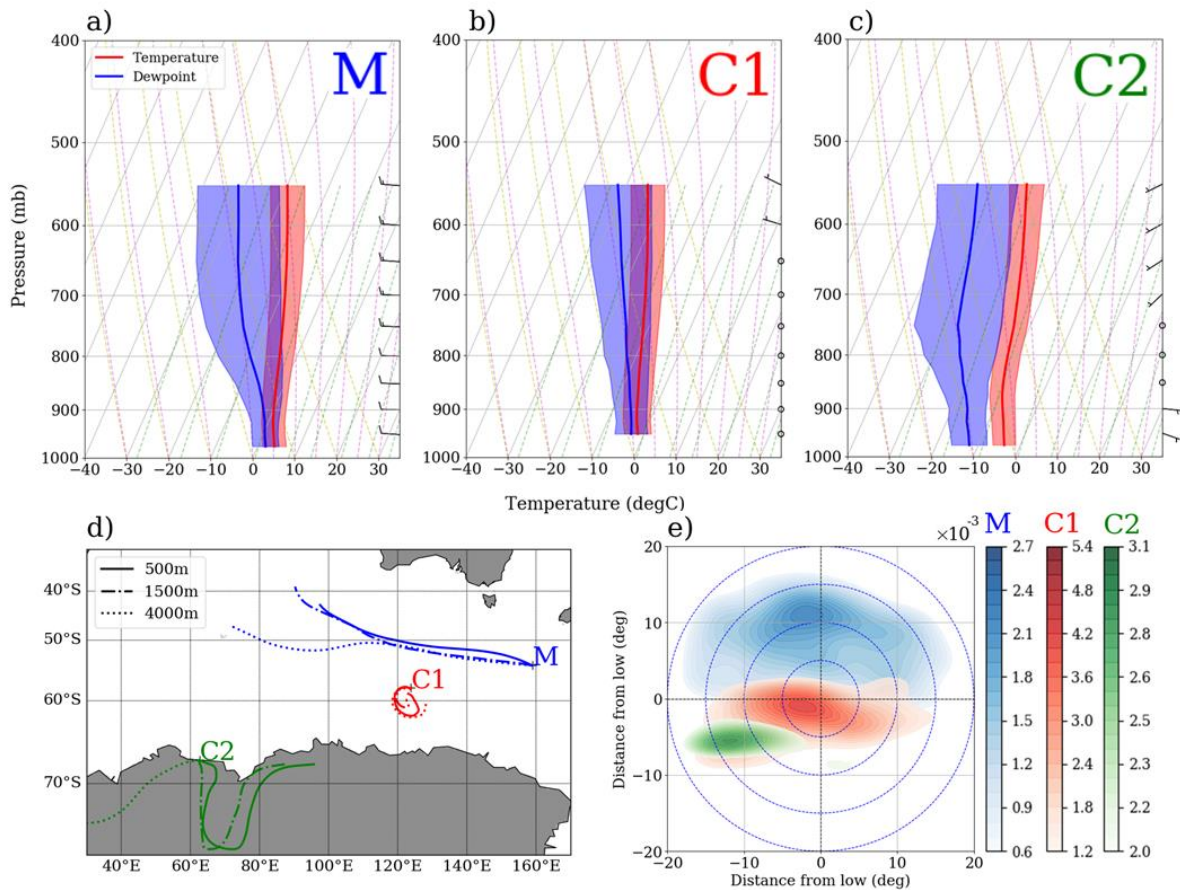 a)
b)
c)
M
C1
C2
Temperature
Dewpoint
Pressure (mb)
400
500
600
700
800
900
1000
−40 −30 −20 −10 0 10 20 30
400
500
600
700
800
900
1000
−40 −30 −20 −10 0 10 20 30
400
500
600
700
800
900
1000
−40 −30 −20 −10 0 10 20 30
Temperature (degC)
d)
500m
1500m
4000m
40°S
50°S
60°S
70°S
M
C1
C2
40°E 60°E 80°E 100°E 120°E 140°E 160°E
e)
×10⁻³
M C1 C2
Distance from low (deg)
20
10
0
−10
−20
−20 −10 0 10 20
Distance from low (deg)
2.7 5.4 3.1
2.4 4.8 3.0
2.1 4.2 2.9
1.8 3.6 2.8
1.5 3.0 2.6
1.2 2.4 2.5
0.9 1.8 2.2
0.6 1.2 2.0